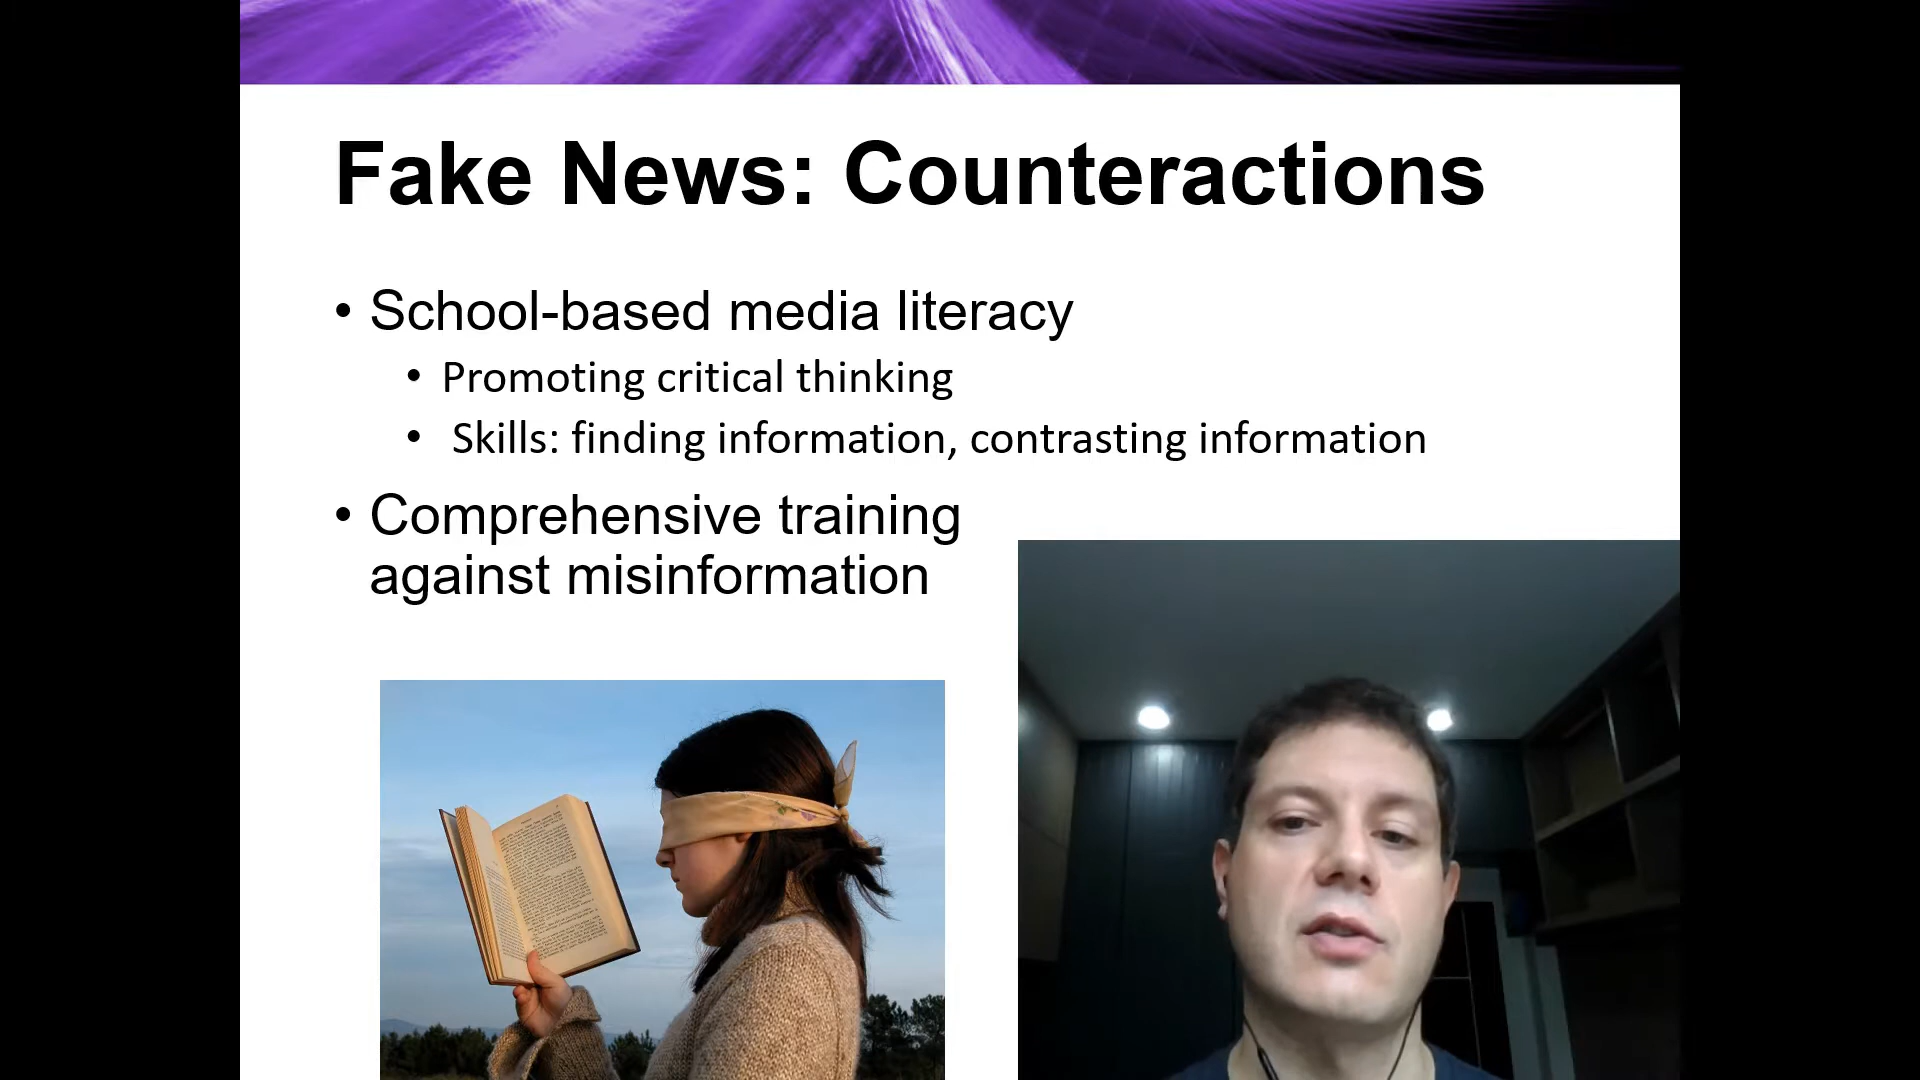 Fake News: Counteractions
• School-based media literacy
• Promoting critical thinking
• Skills: finding information, contrasting information
• Comprehensive training
against misinformation